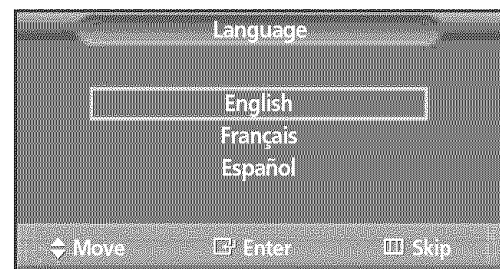 Language
English
Français
Español
Move Enter Skip